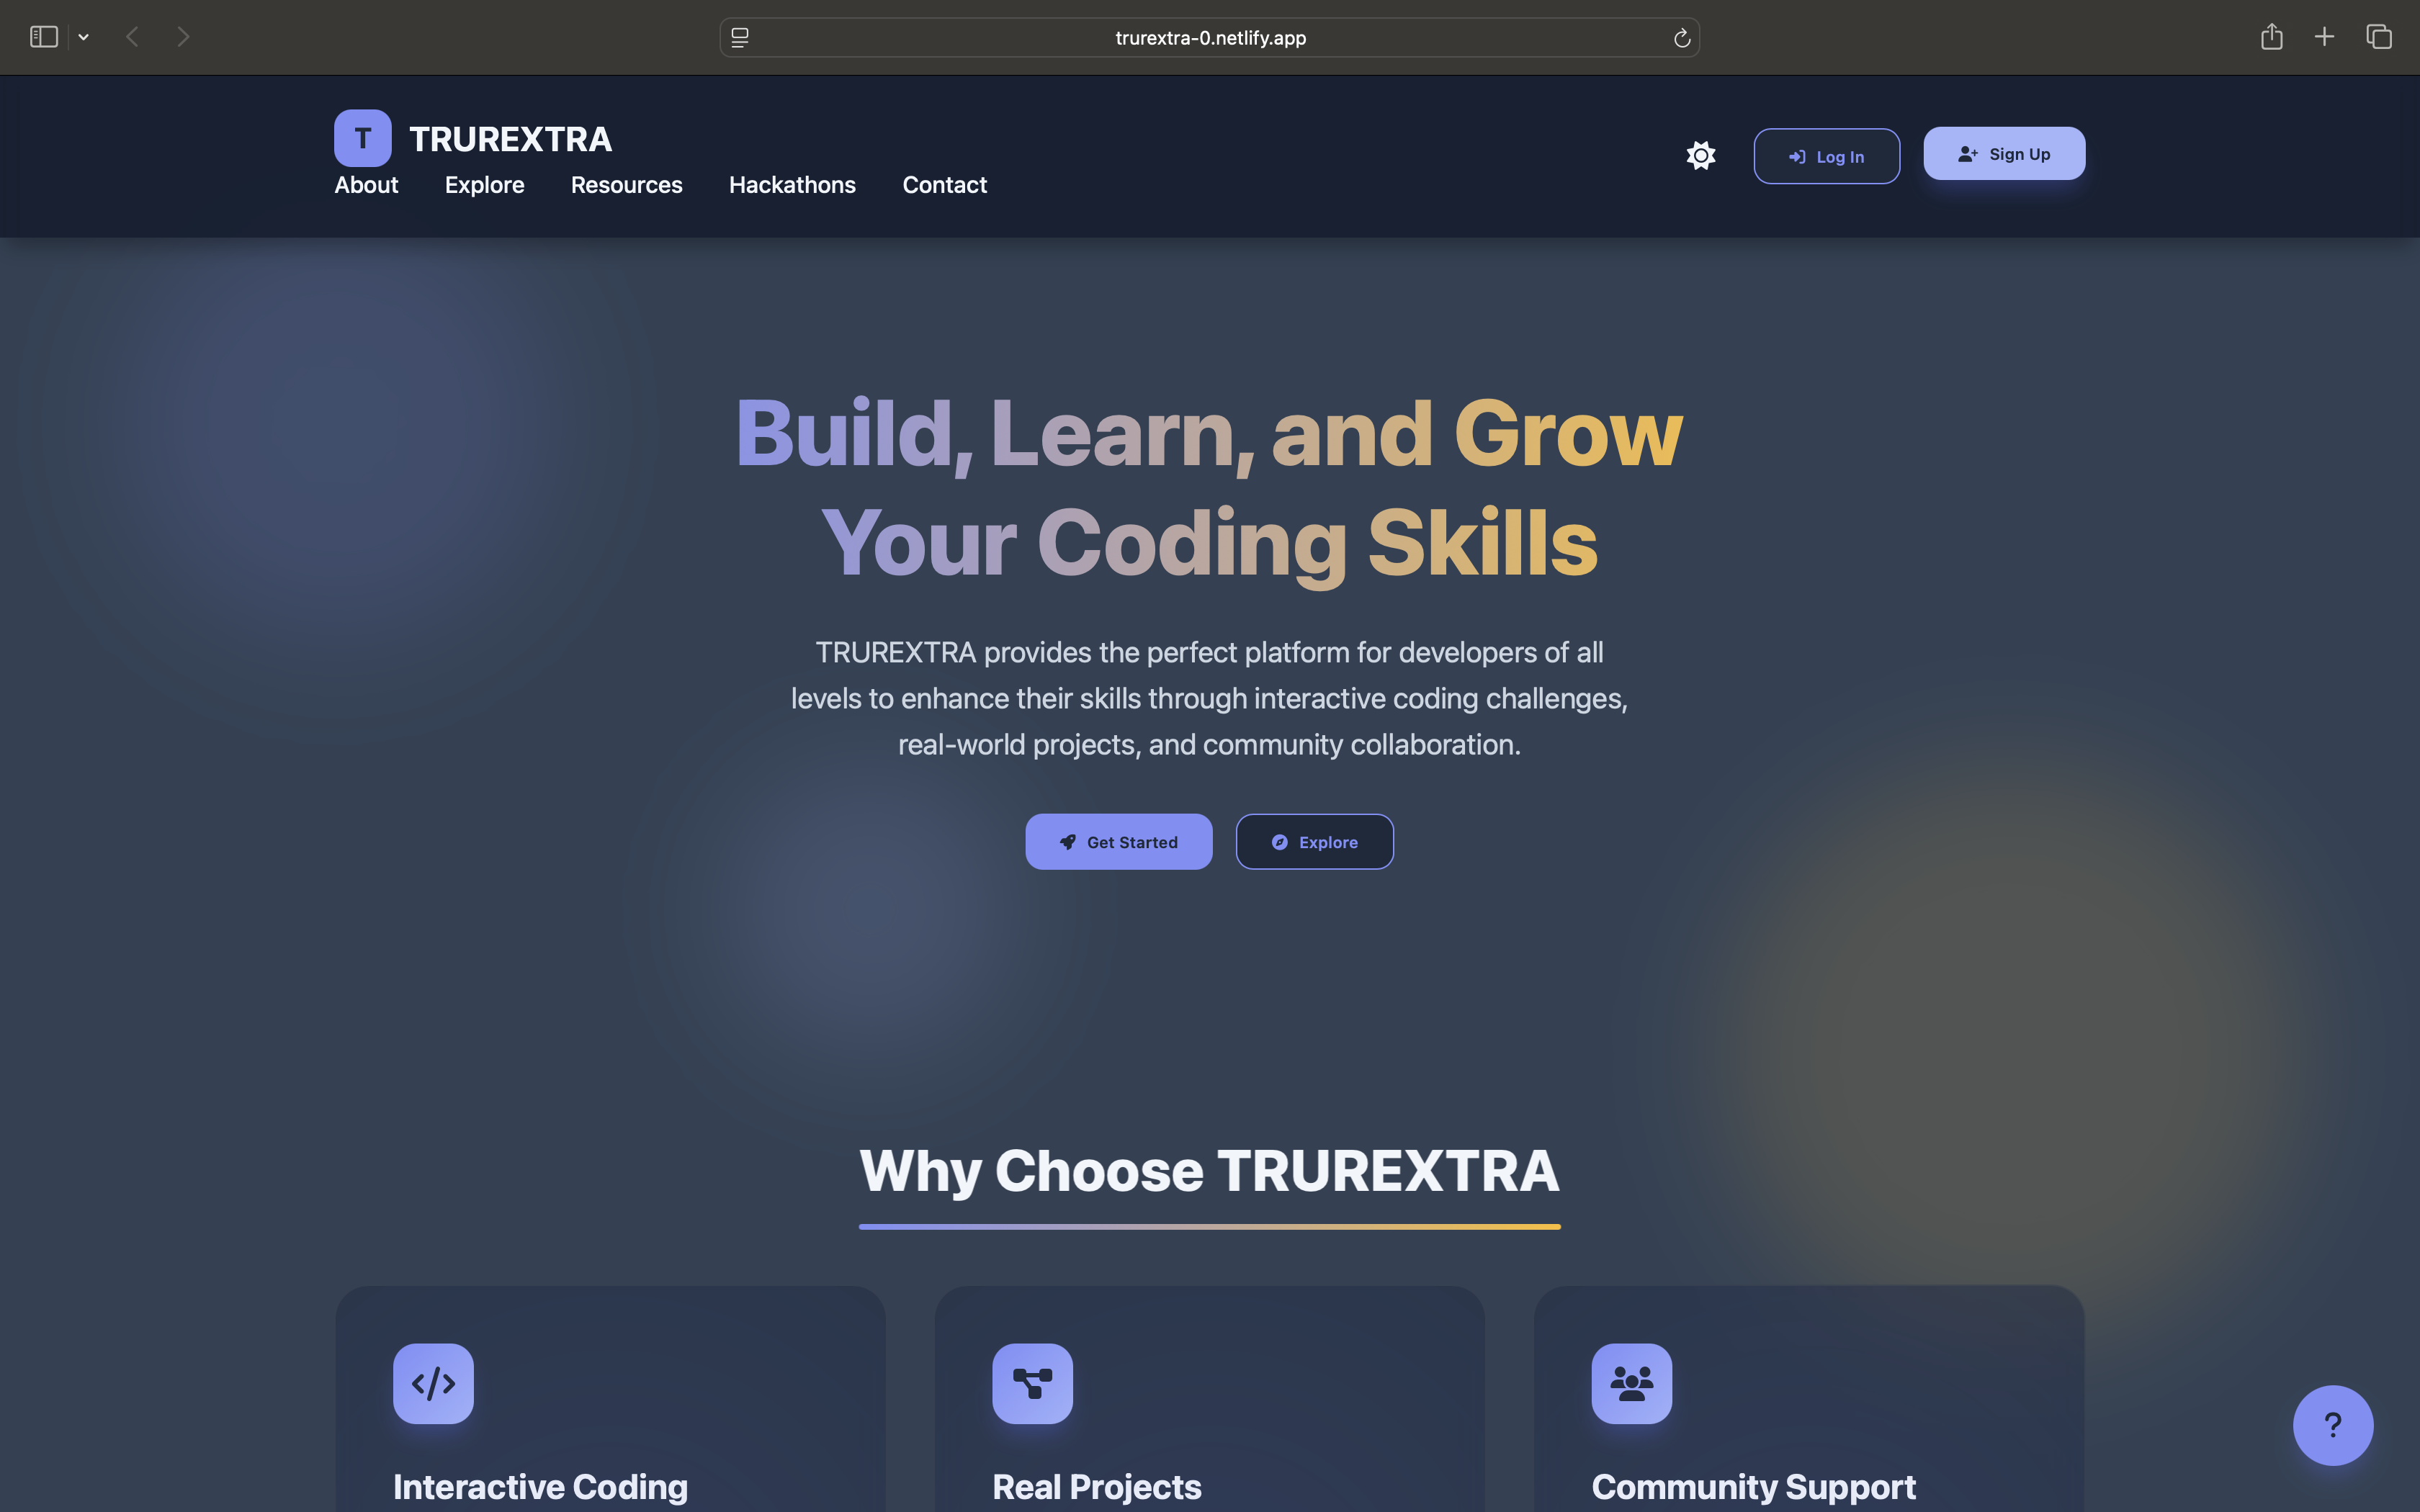 trurextra-0.netlify.app
T TRUREXTRA
About Explore Resources Hackathons Contact
Log In
Sign Up
Build, Learn, and Grow
Your Coding Skills
TRUREXTRA provides the perfect platform for developers of all
levels to enhance their skills through interactive coding challenges,
real-world projects, and community collaboration.
Get Started
Explore
Why Choose TRUREXTRA
</>
Interactive Coding
Real Projects
Community Support
?